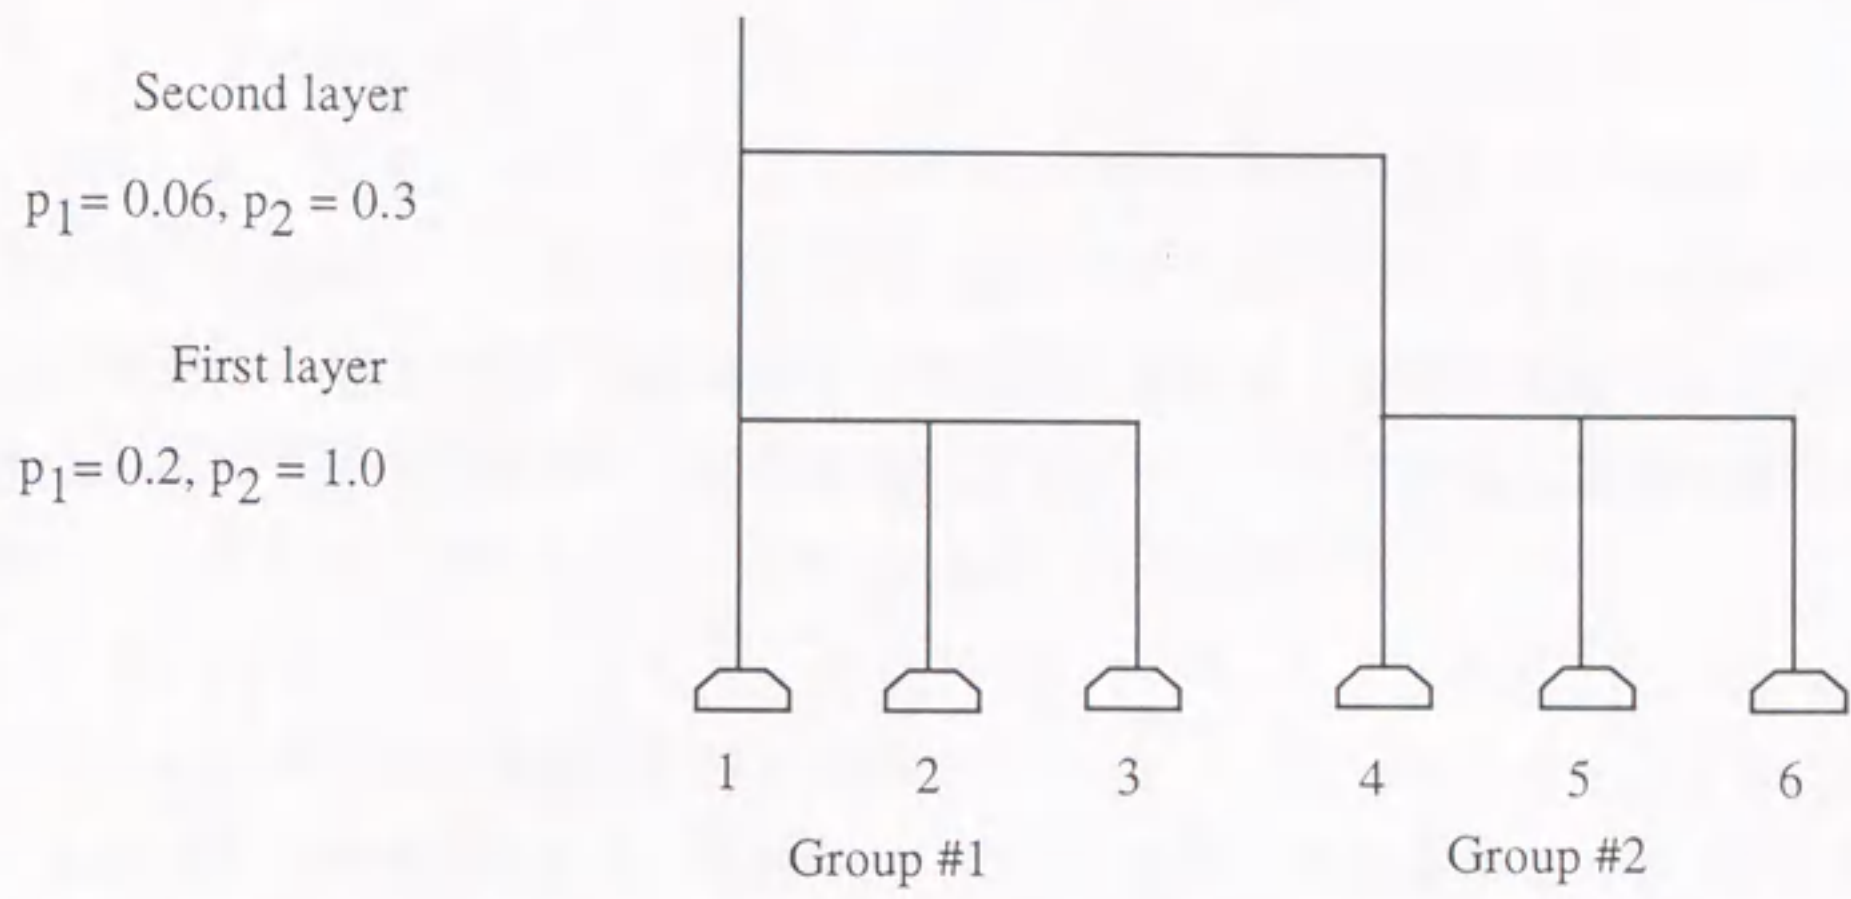 Second layer
p1= 0.06, p2 = 0.3
First layer
p1= 0.2, p2 = 1.0
1 2 3 4 5 6
Group #1 Group #2